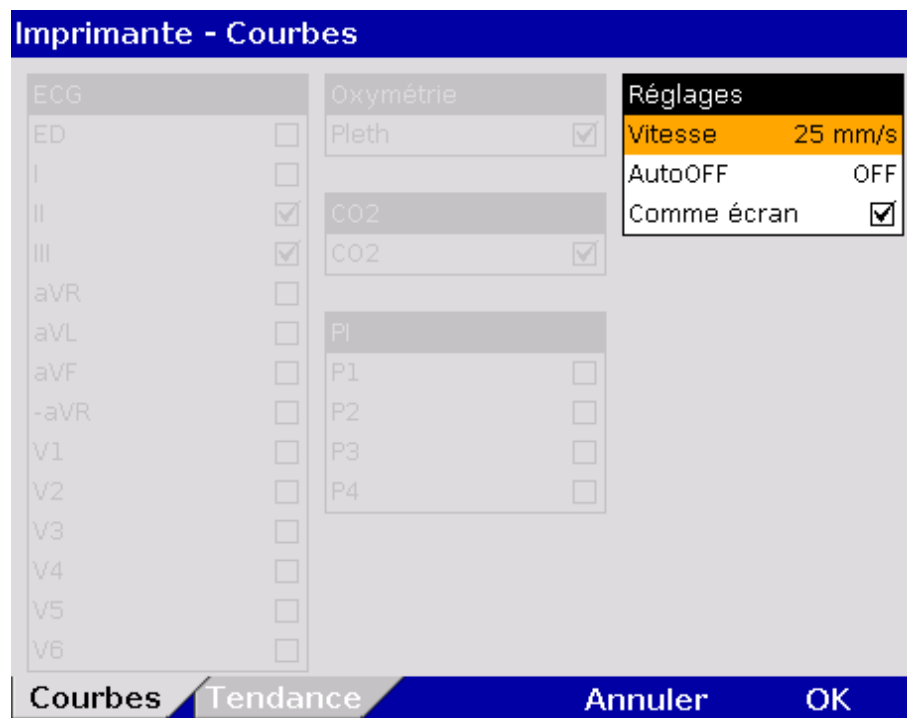 Imprimante - Courbes
ECG
ED
I
II
III
aVR
aVL
aVF
-aVR
V1
V2
V3
V4
V5
V6
Oxymétrie
Pleth
CO2
CO2
PI
P1
P2
P3
P4
Réglages
Vitesse 25 mm/s
AutoOFF OFF
Comme écran
Courbes Tendance Annuler OK